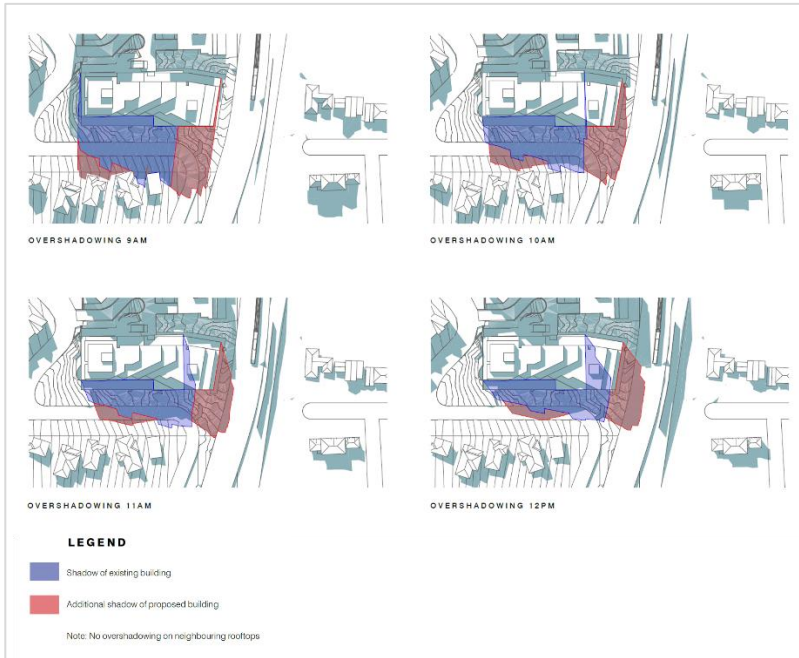 OVERSHADOWING 9AM
OVERSHADOWING 10AM
OVERSHADOWING 11AM
OVERSHADOWING 12PM
LEGEND
Shadow of existing building
Additional shadow of proposed building
Note: No overshadowing on neighbouring rooftops